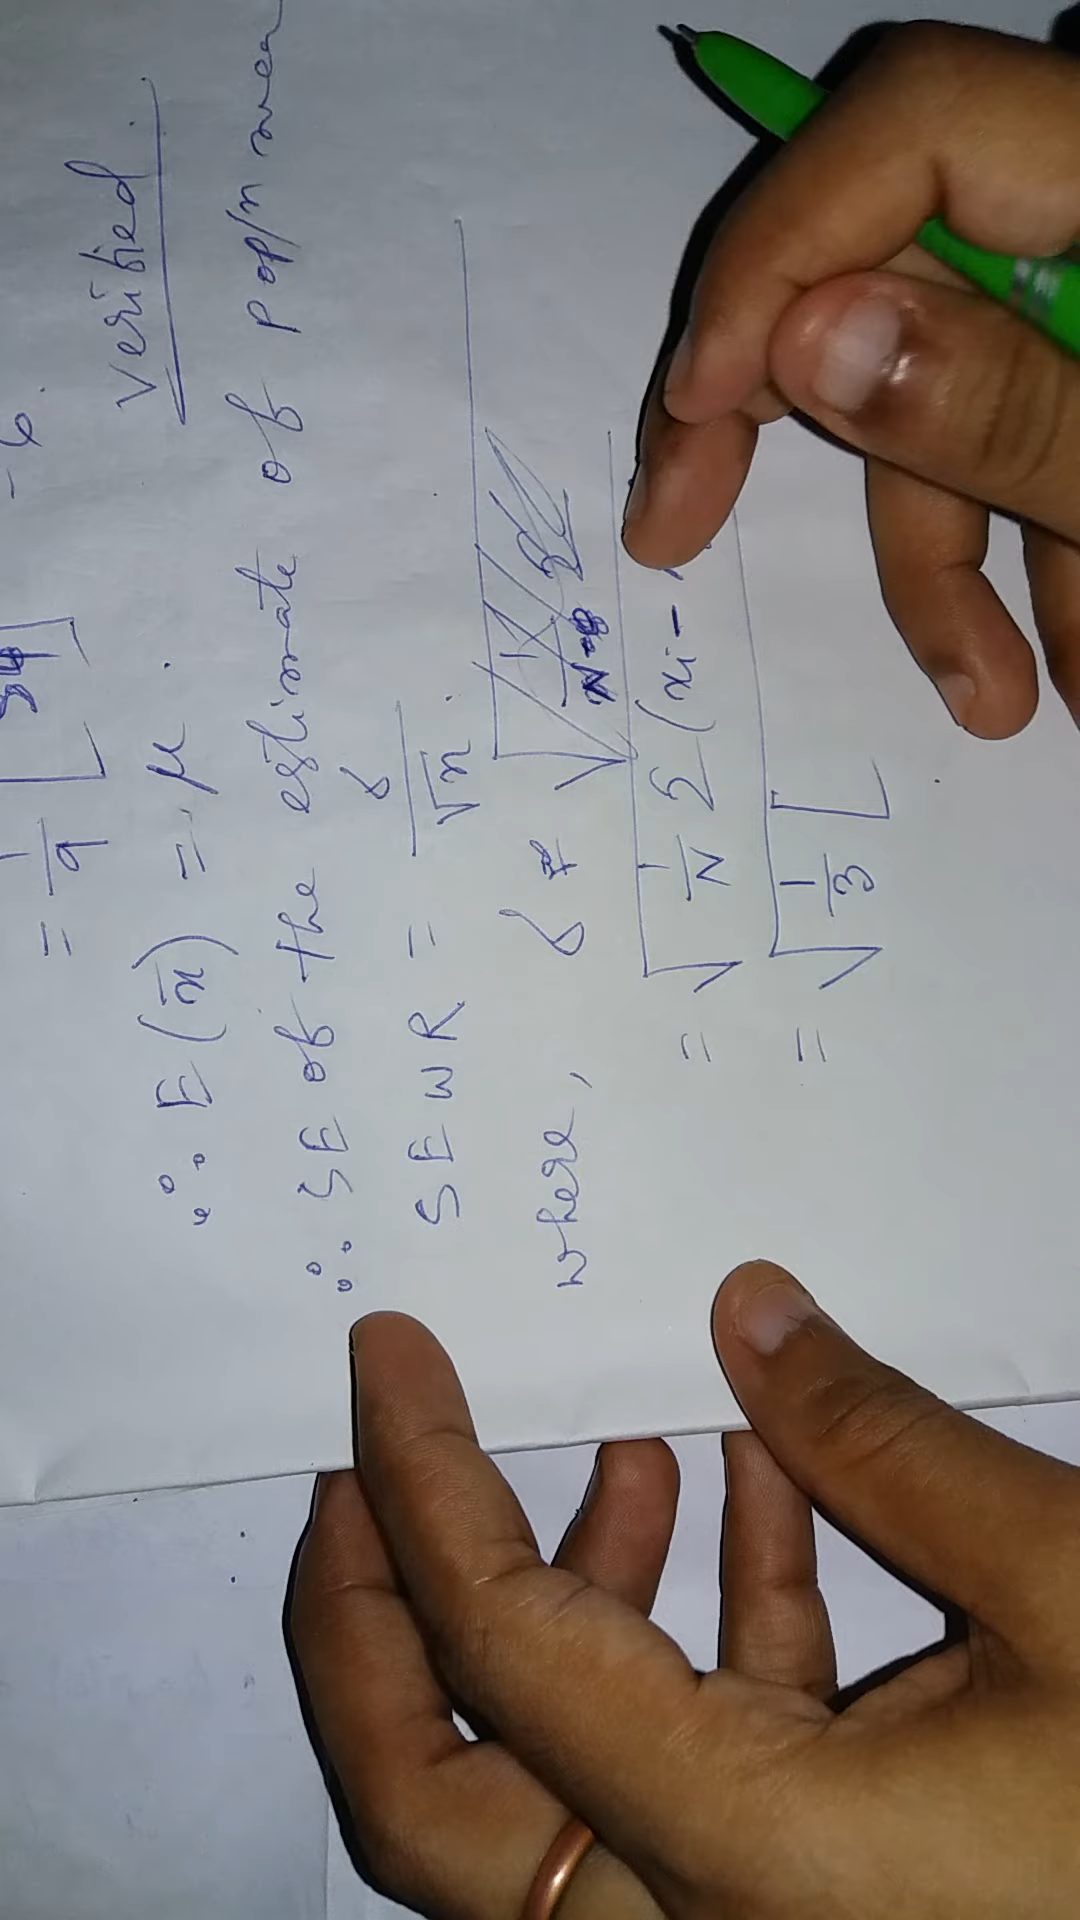 = 1/9 [54] = 6.
Verified
∴ E(x̄) = μ.
∴ SE of the estimate of pop/n mean
SEWR = σ/√n.
where, σ =
= √(1/N Σ(xi -
= √(1/3 [